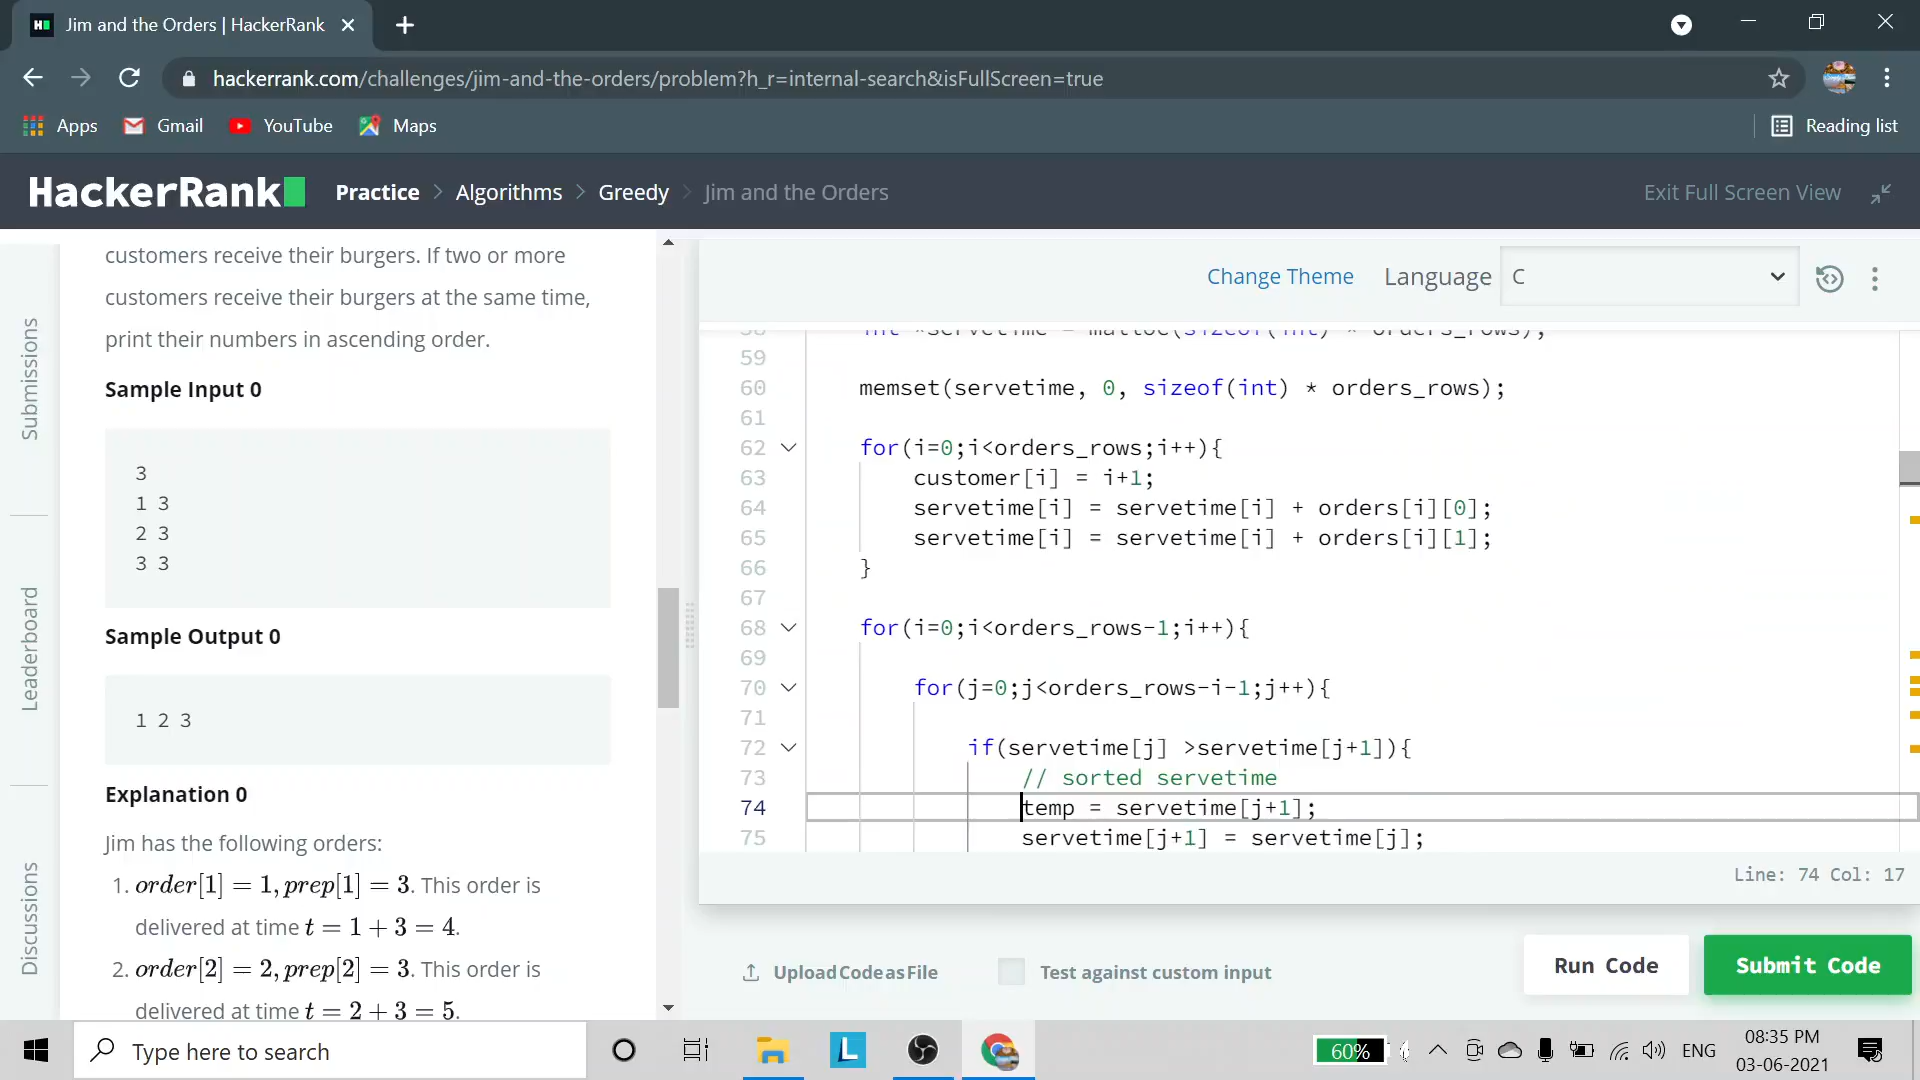 Jim and the Orders | HackerRank
hackerrank.com/challenges/jim-and-the-orders/problem?h_r=internal-search&isFullScreen=true
Apps Gmail YouTube Maps Reading list
HackerRank Practice > Algorithms > Greedy > Jim and the Orders Exit Full Screen View
Submissions
Leaderboard
Discussions
customers receive their burgers. If two or more
customers receive their burgers at the same time,
print their numbers in ascending order.
Sample Input 0
3
1 3
2 3
3 3
Sample Output 0
1 2 3
Explanation 0
Jim has the following orders:
1. order[1] = 1, prep[1] = 3. This order is
delivered at time t = 1 + 3 = 4.
2. order[2] = 2, prep[2] = 3. This order is
delivered at time t = 2 + 3 = 5.
Change Theme Language C
58 int *servetime = malloc(sizeof(int) * orders_rows);
59
60 memset(servetime, 0, sizeof(int) * orders_rows);
61
62 for(i=0;i<orders_rows;i++){
63 customer[i] = i+1;
64 servetime[i] = servetime[i] + orders[i][0];
65 servetime[i] = servetime[i] + orders[i][1];
66 }
67
68 for(i=0;i<orders_rows-1;i++){
69
70 for(j=0;j<orders_rows-i-1;j++){
71
72 if(servetime[j] >servetime[j+1]){
73 // sorted servetime
74 temp = servetime[j+1];
75 servetime[j+1] = servetime[j];
Line: 74 Col: 17
Upload Code as File Test against custom input Run Code Submit Code
Type here to search
60% ENG 08:35 PM
03-06-2021